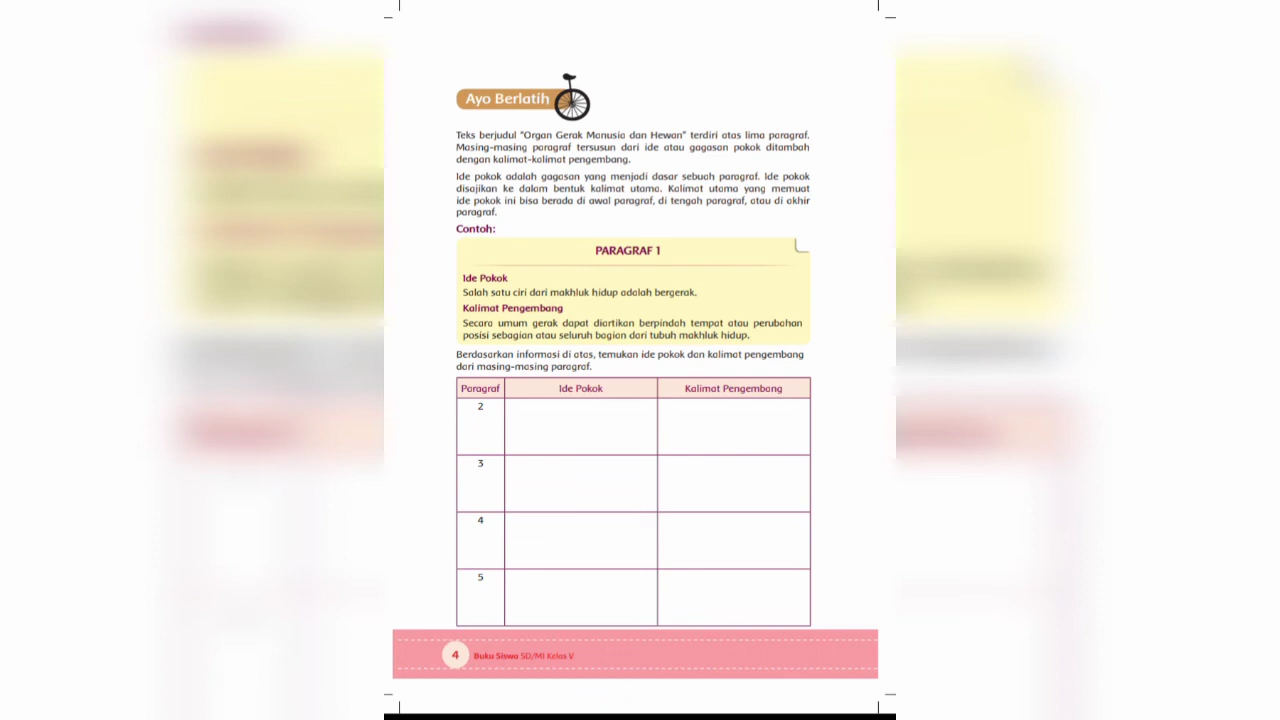 Ayo Berlatih
Teks berjudul "Organ Gerak Manusia dan Hewan" terdiri atas lima paragraf.
Masing-masing paragraf tersusun dari ide atau gagasan pokok ditambah
dengan kalimat-kalimat pengembang.
Ide pokok adalah gagasan yang menjadi dasar sebuah paragraf. Ide pokok
disajikan ke dalam bentuk kalimat utama. Kalimat utama yang memuat
ide pokok ini bisa berada di awal paragraf, di tengah paragraf, atau di akhir
paragraf.
Contoh:
PARAGRAF 1
Ide Pokok
Salah satu ciri dari makhluk hidup adalah bergerak.
Kalimat Pengembang
Secara umum gerak dapat diartikan berpindah tempat atau perubahan
posisi sebagian atau seluruh bagian dari tubuh makhluk hidup.
Berdasarkan informasi di atas, temukan ide pokok dan kalimat pengembang
dari masing-masing paragraf.
Paragraf Ide Pokok Kalimat Pengembang
2
3
4
5
4 Buku Siswa SD/MI Kelas V